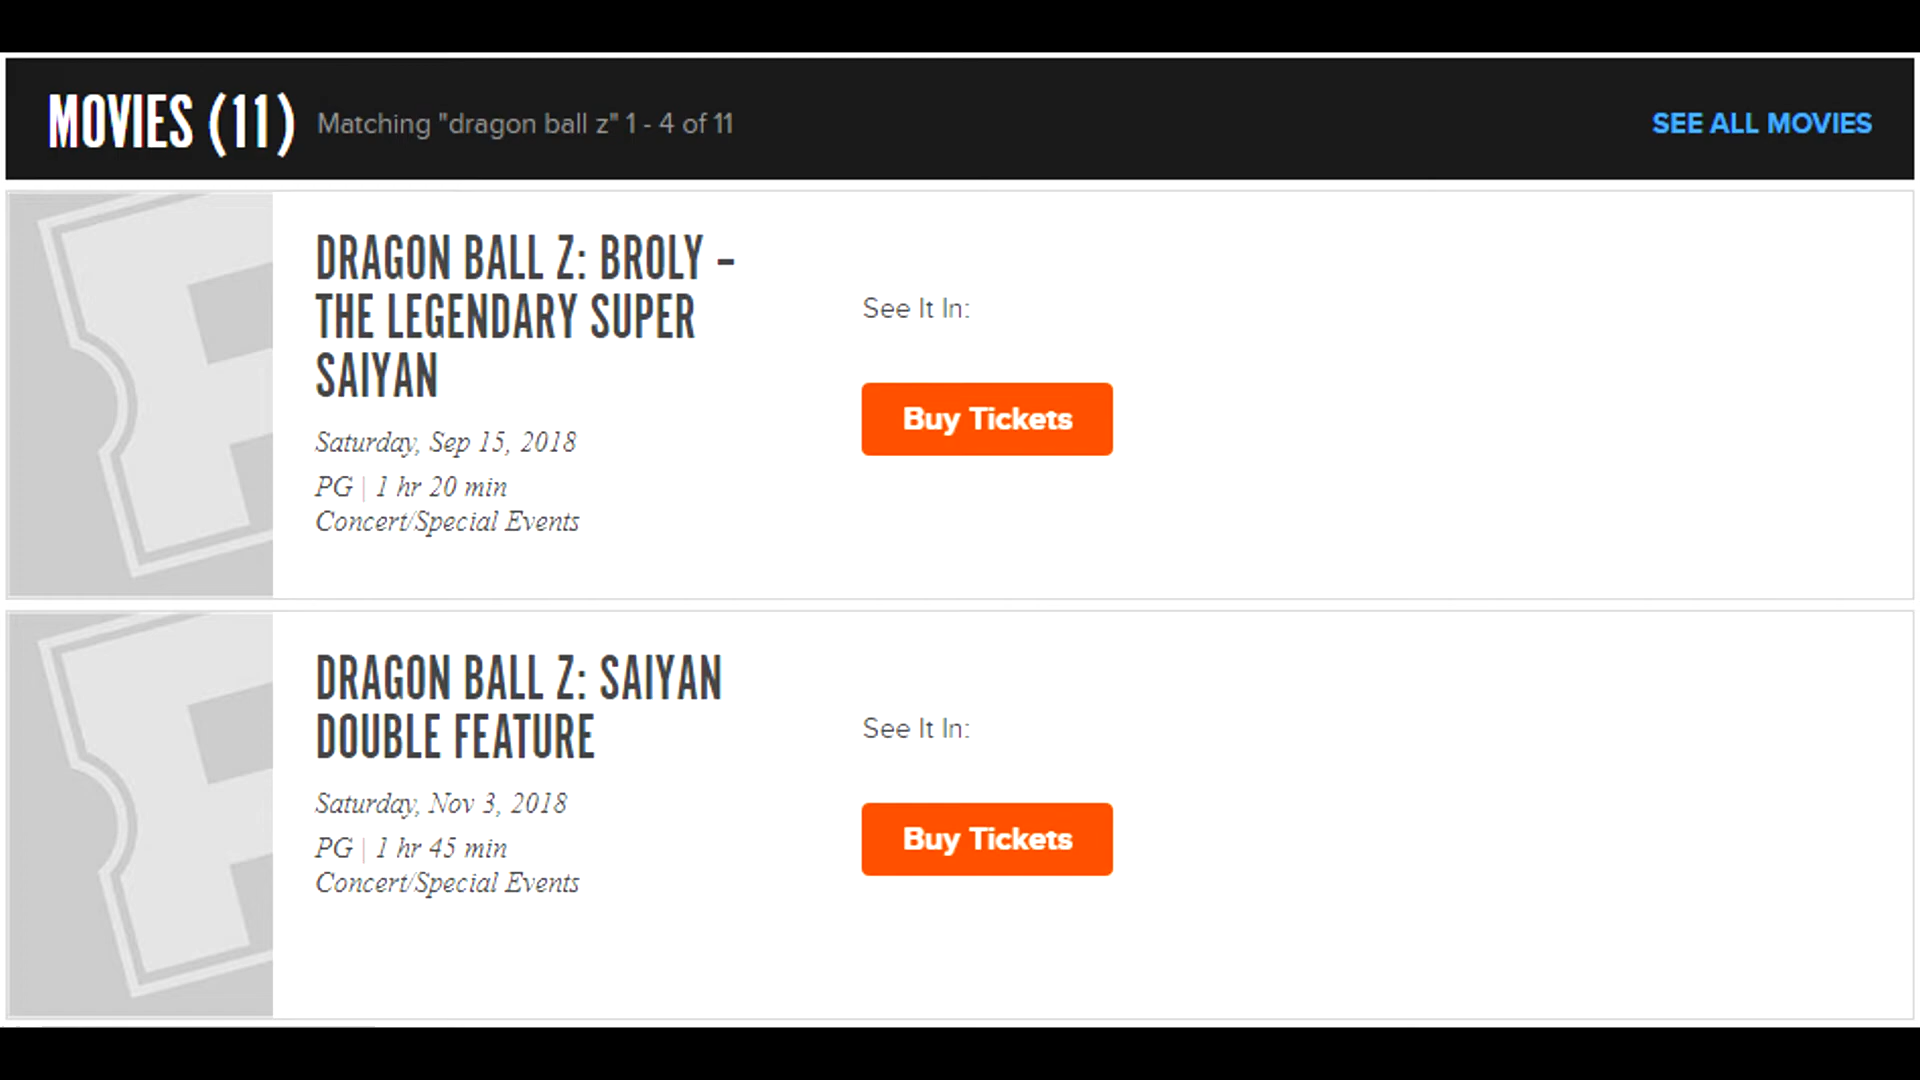 MOVIES (11) Matching "dragon ball z" 1 - 4 of 11 SEE ALL MOVIES
DRAGON BALL Z: BROLY –
THE LEGENDARY SUPER
SAIYAN
Saturday, Sep 15, 2018
PG | 1 hr 20 min
Concert/Special Events
See It In:
Buy Tickets
DRAGON BALL Z: SAIYAN
DOUBLE FEATURE
Saturday, Nov 3, 2018
PG | 1 hr 45 min
Concert/Special Events
See It In:
Buy Tickets